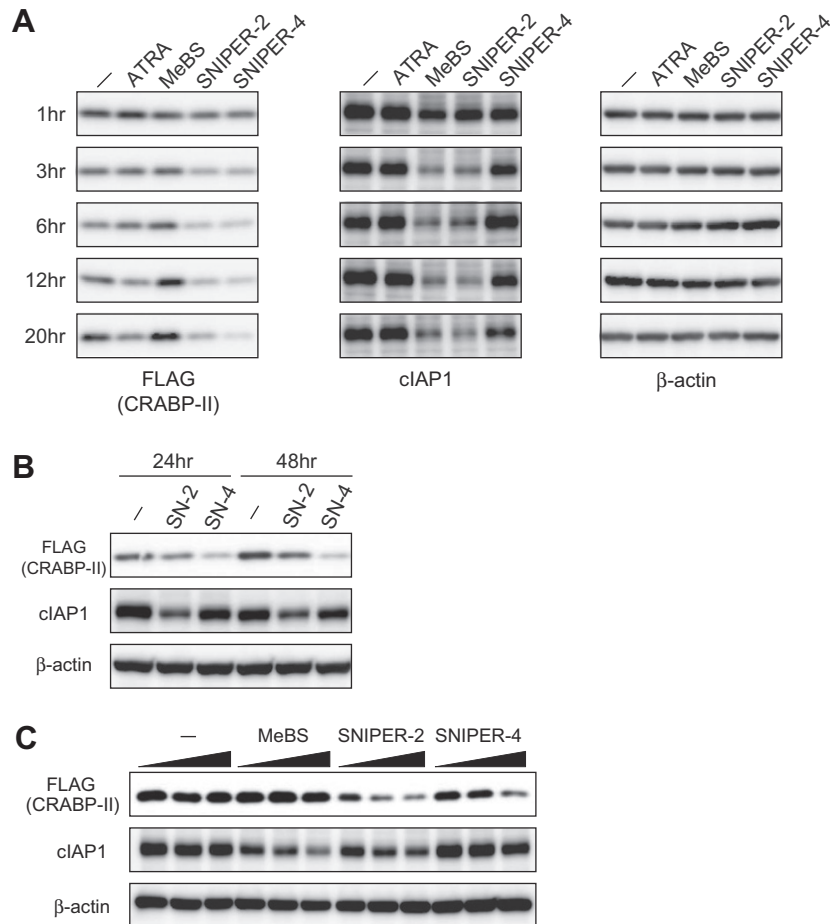 A
— ATRA MeBS SNIPER-2 SNIPER-4
— ATRA MeBS SNIPER-2 SNIPER-4
— ATRA MeBS SNIPER-2 SNIPER-4
1hr
3hr
6hr
12hr
20hr
FLAG
(CRABP-II)
cIAP1
β-actin
B
24hr 48hr
— SN-2 SN-4 — SN-2 SN-4
FLAG
(CRABP-II)
cIAP1
β-actin
C
— MeBS SNIPER-2 SNIPER-4
FLAG
(CRABP-II)
cIAP1
β-actin